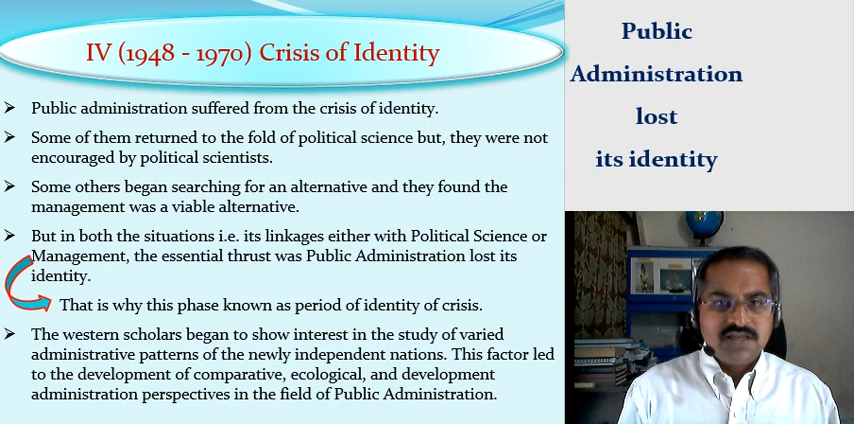 IV (1948 - 1970) Crisis of Identity
Public administration suffered from the crisis of identity.
Some of them returned to the fold of political science but, they were not
encouraged by political scientists.
Some others began searching for an alternative and they found the
management was a viable alternative.
But in both the situations i.e. its linkages either with Political Science or
Management, the essential thrust was Public Administration lost its
identity.
That is why this phase known as period of identity of crisis.
The western scholars began to show interest in the study of varied
administrative patterns of the newly independent nations. This factor led
to the development of comparative, ecological, and development
administration perspectives in the field of Public Administration.
Public
Administration
lost
its identity